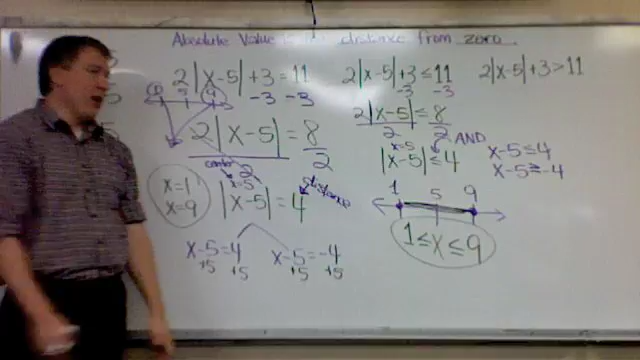 Absolute Value distance from zero.
2|x-5|+3=11
-3 -3
2|x-5|=8
2 2
center
x=5
distance
|x-5|=4
x=1
x=9
x-5=4
+5 +5
x-5=-4
+5 +5
2|x-5|+3≤11
-3 -3
2|x-5|≤8
2 2
x=5
AND
|x-5|≤4
x-5≤4
x-5≥-4
1 5 9
1≤x≤9
2|x-5|+3>11